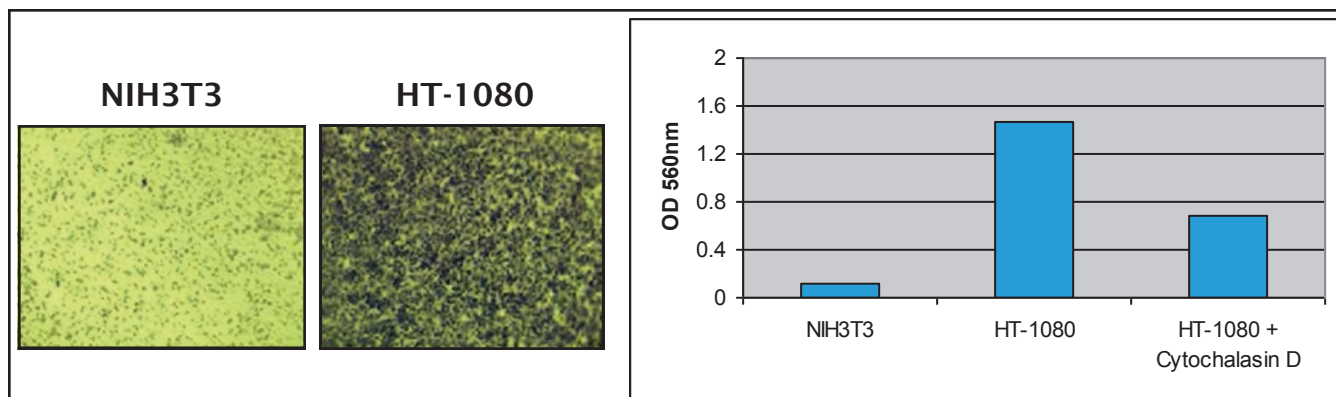 NIH3T3
HT-1080
OD 560nm
2
1.6
1.2
0.8
0.4
0
NIH3T3
HT-1080
HT-1080 +
Cytochalasin D